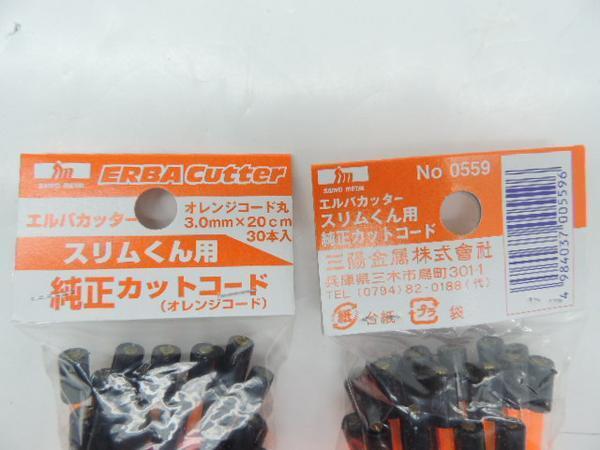 SANYO METAL
ERBA Cutter
エルバカッター
オレンジコード丸
3.0mm×20cm
30本入
スリムくん用
純正カットコード
(オレンジコード)
SANYO METAL
No 0559
エルバカッター
スリムくん用
純正カットコード
三陽金属株式會社
兵庫県三木市鳥町301-1
TEL (0794) 82-0188 (代)
紙 台紙 プラ 袋
4 984037 005596